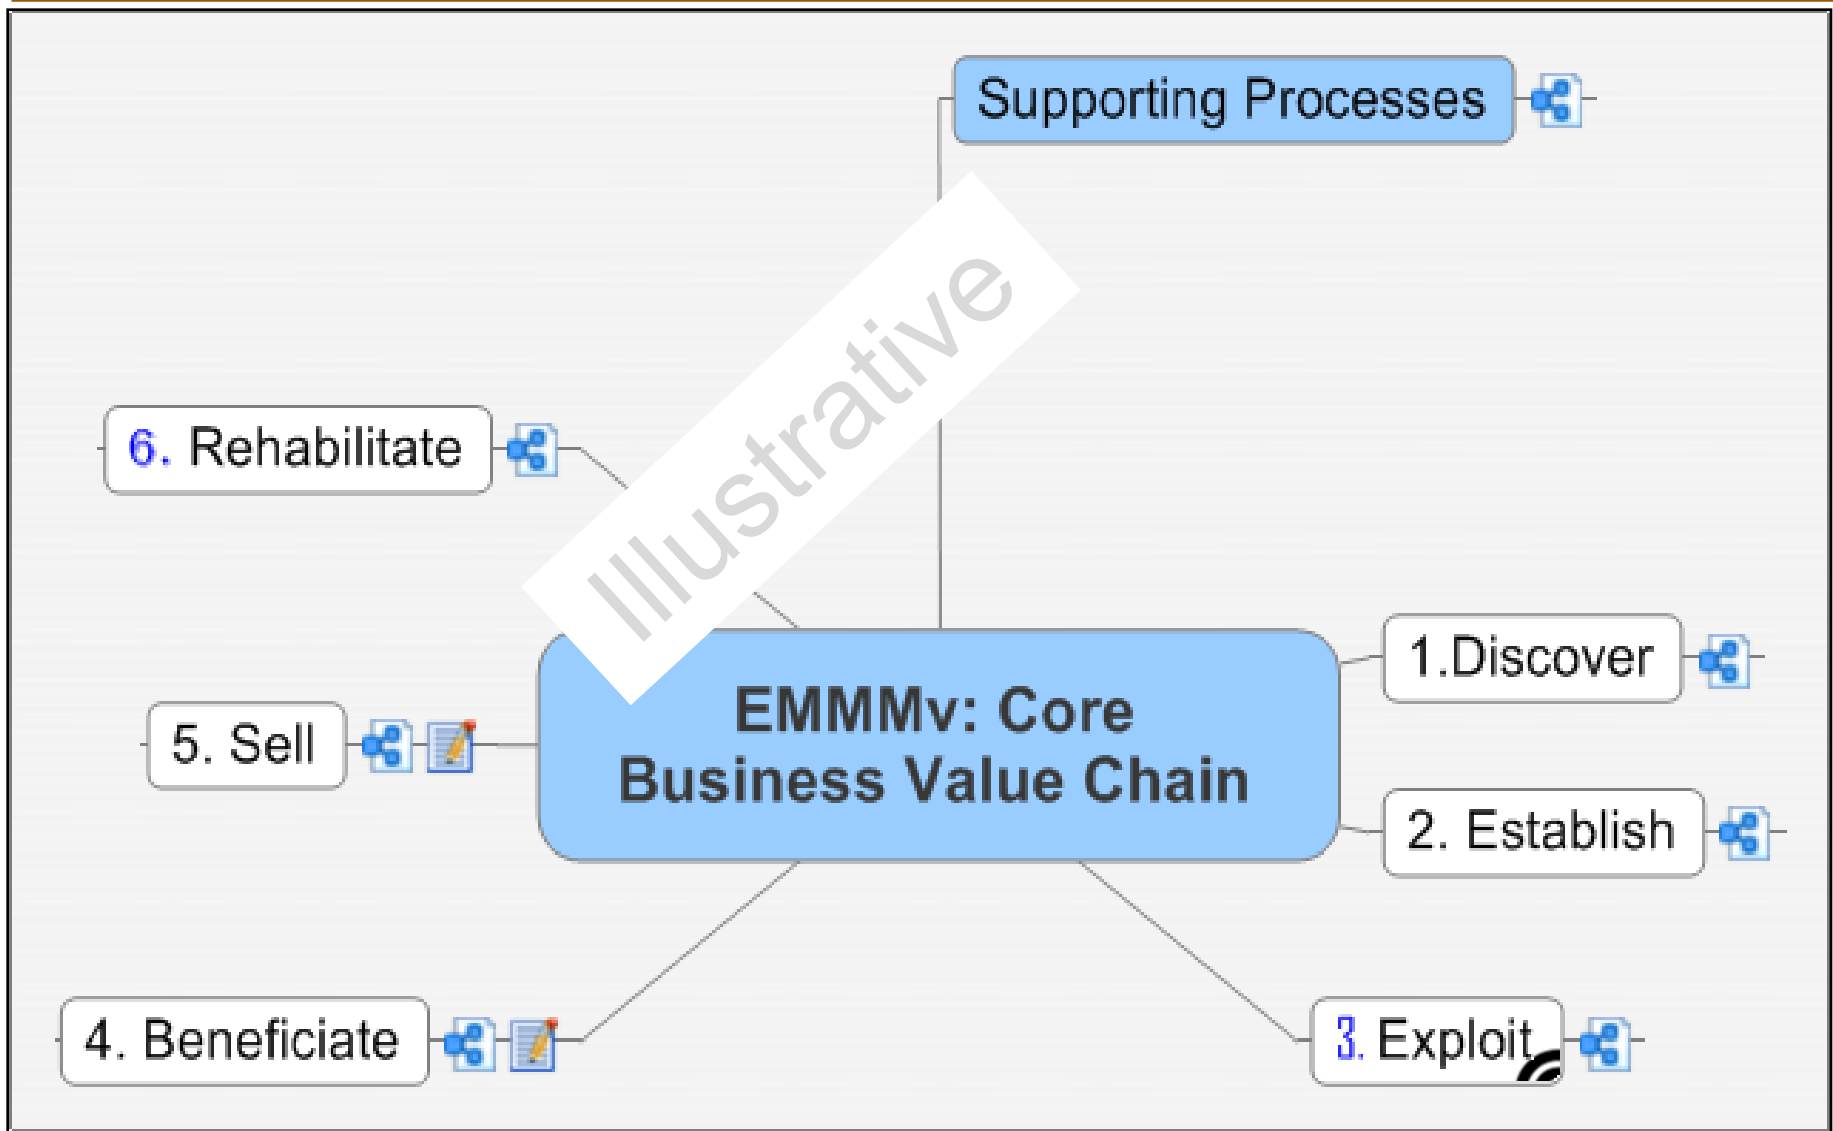 Supporting Processes
Illustrative
6. Rehabilitate
1.Discover
EMMMv: Core
Business Value Chain
5. Sell
2. Establish
4. Beneficiate
3. Exploit